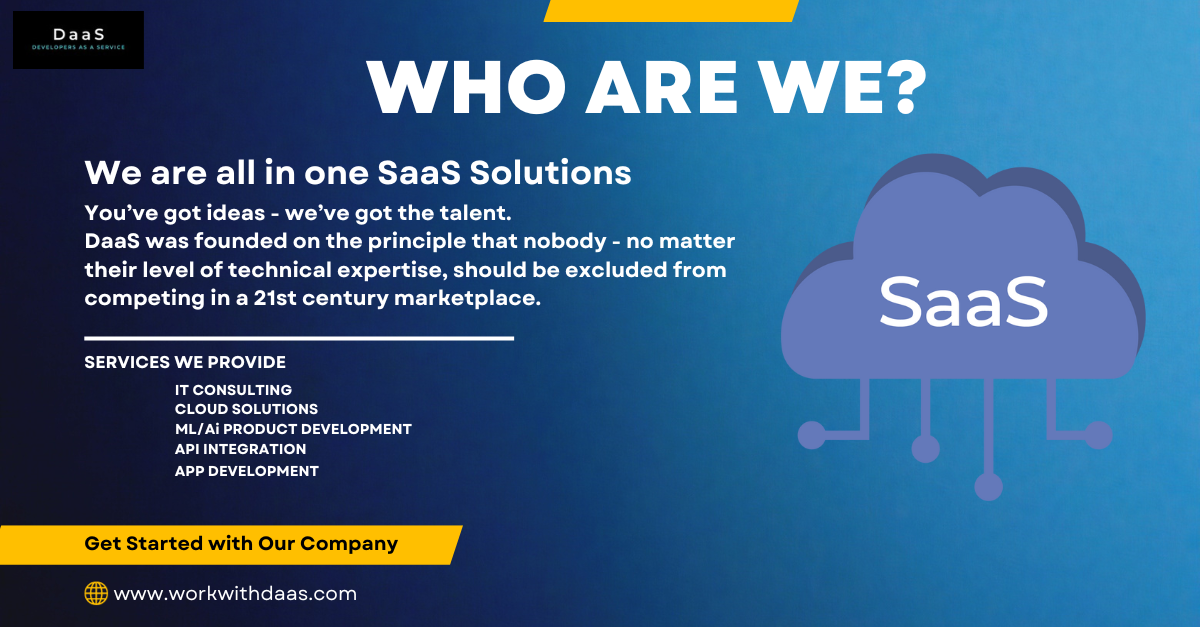 DaaS
DEVELOPERS AS A SERVICE
WHO ARE WE?
We are all in one SaaS Solutions
You’ve got ideas - we’ve got the talent.
DaaS was founded on the principle that nobody - no matter
their level of technical expertise, should be excluded from
competing in a 21st century marketplace.
SaaS
SERVICES WE PROVIDE
IT CONSULTING
CLOUD SOLUTIONS
ML/Ai PRODUCT DEVELOPMENT
API INTEGRATION
APP DEVELOPMENT
Get Started with Our Company
www.workwithdaas.com